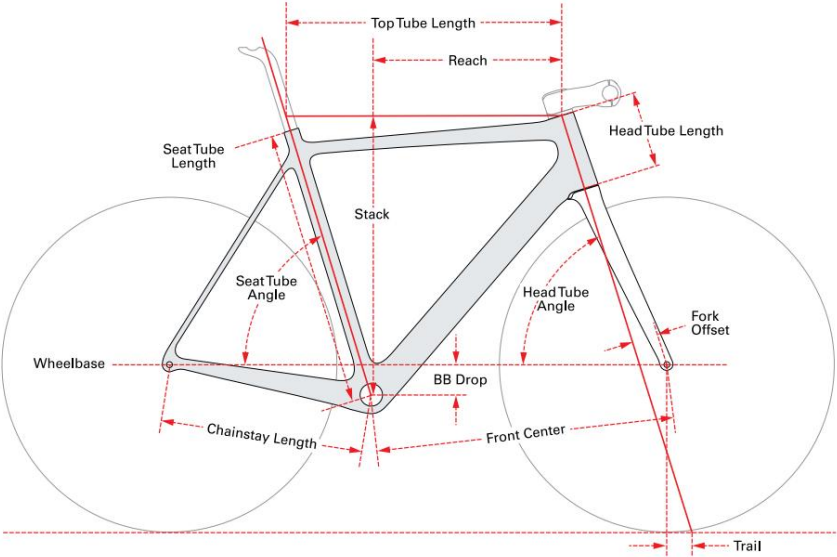 Top Tube Length
Reach
Head Tube Length
Seat Tube
Length
Stack
Seat Tube
Angle
Head Tube
Angle
Fork
Offset
Wheelbase
BB Drop
Chainstay Length
Front Center
Trail